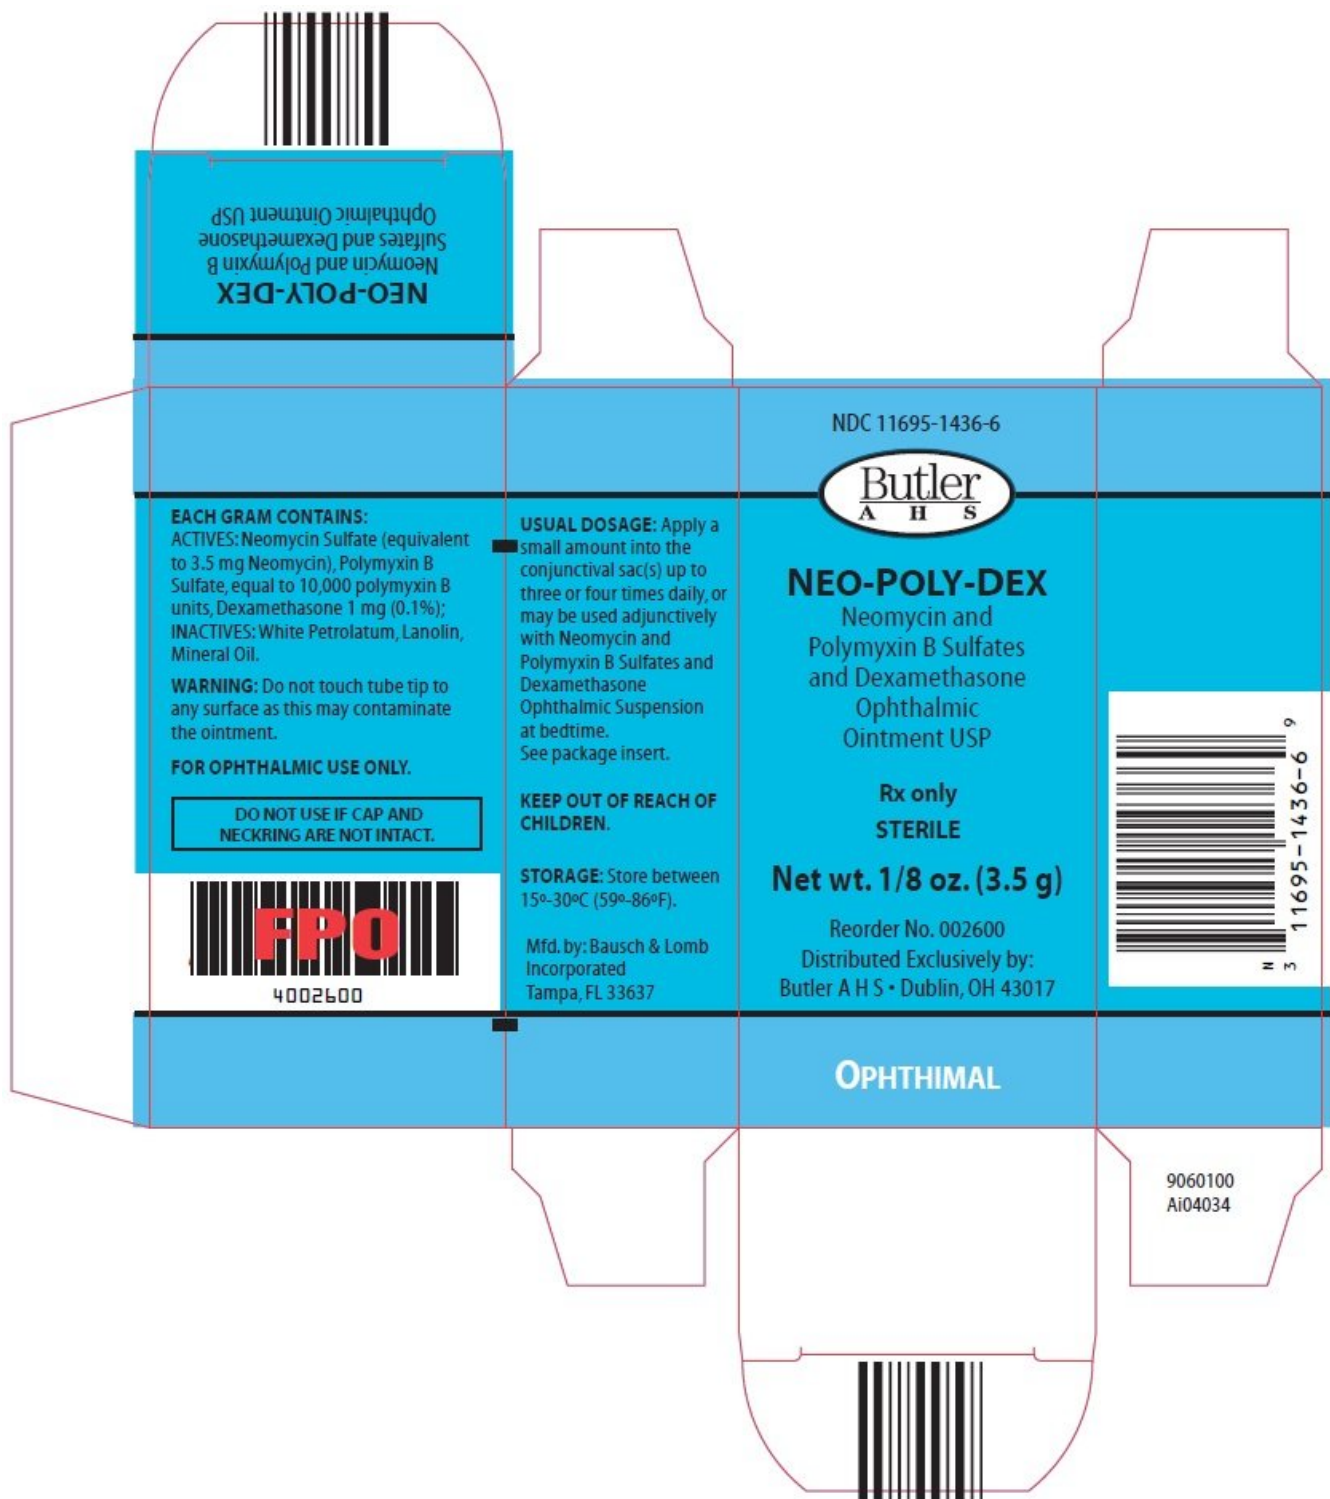 NEO-POLY-DEX
Neomycin and Polymyxin B
Sulfates and Dexamethasone
Ophthalmic Ointment USP
EACH GRAM CONTAINS:
ACTIVES: Neomycin Sulfate (equivalent
to 3.5 mg Neomycin), Polymyxin B
Sulfate, equal to 10,000 polymyxin B
units, Dexamethasone 1 mg (0.1%);
INACTIVES: White Petrolatum, Lanolin,
Mineral Oil.
WARNING: Do not touch tube tip to
any surface as this may contaminate
the ointment.
FOR OPHTHALMIC USE ONLY.
DO NOT USE IF CAP AND
NECKRING ARE NOT INTACT.
FPO
4002600
USUAL DOSAGE: Apply a
small amount into the
conjunctival sac(s) up to
three or four times daily, or
may be used adjunctively
with Neomycin and
Polymyxin B Sulfates and
Dexamethasone
Ophthalmic Suspension
at bedtime.
See package insert.
KEEP OUT OF REACH OF
CHILDREN.
STORAGE: Store between
15º-30ºC (59º-86ºF).
Mfd. by: Bausch & Lomb
Incorporated
Tampa, FL 33637
NDC 11695-1436-6
Butler
A H S
NEO-POLY-DEX
Neomycin and
Polymyxin B Sulfates
and Dexamethasone
Ophthalmic
Ointment USP
Rx only
STERILE
Net wt. 1/8 oz. (3.5 g)
Reorder No. 002600
Distributed Exclusively by:
Butler A H S • Dublin, OH 43017
OPHTHIMAL
N
3 11695-1436-6 9
9060100
Ai04034